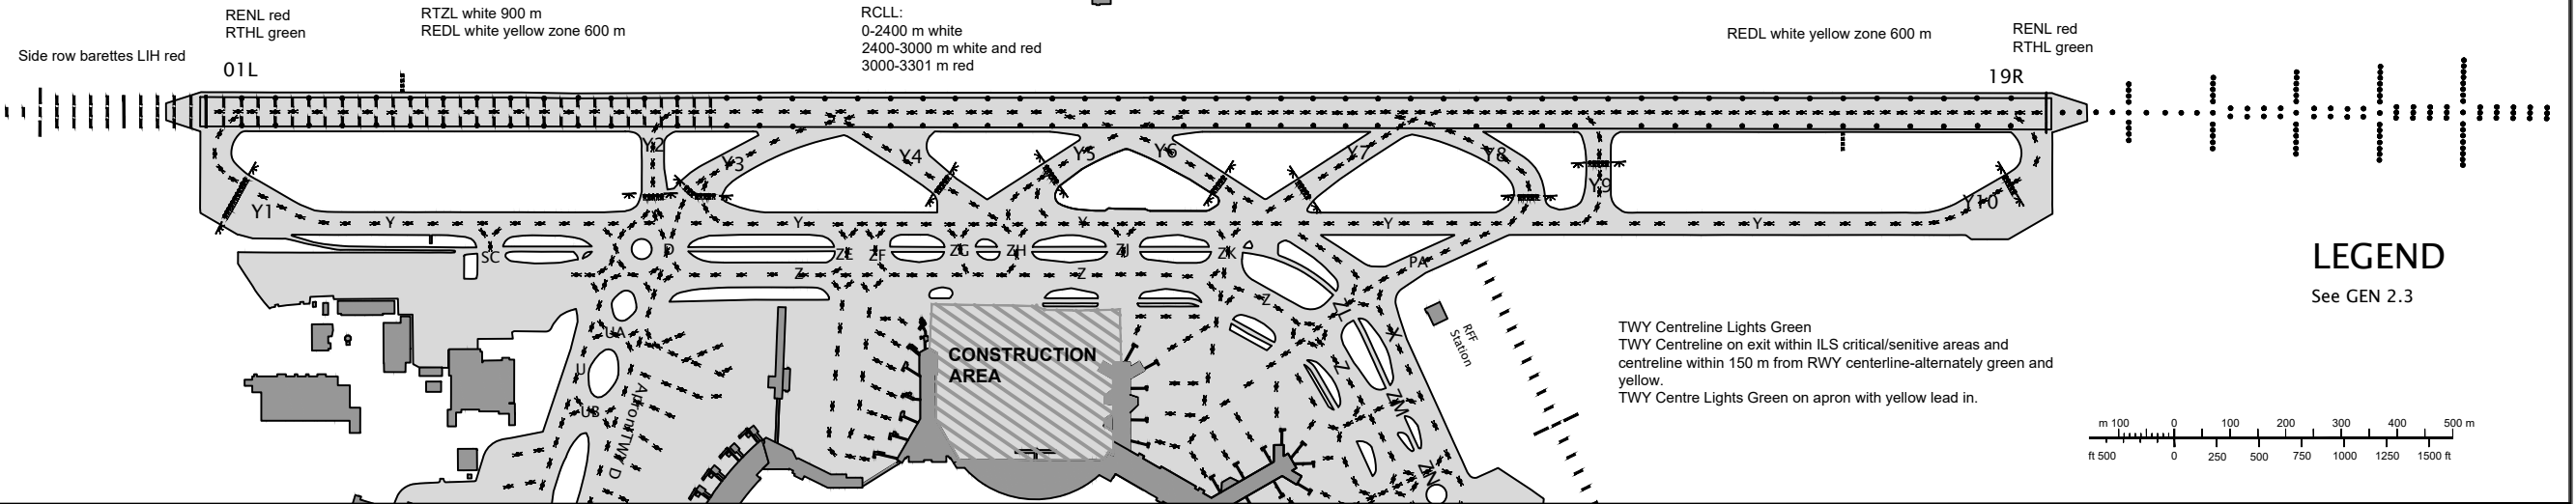 RENL red
RTHL green
Side row barettes LIH red
RTZL white 900 m
REDL white yellow zone 600 m
RCLL:
0-2400 m white
2400-3000 m white and red
3000-3301 m red
REDL white yellow zone 600 m
RENL red
RTHL green
01L
19R
Y2
Y3
Y4
Y5
Y6
Y7
Y8
Y9
Y1
Y10
Y
Y
Y
Y
Y
SC
D
ZE
ZF
ZG
ZH
ZJ
ZK
PA
Z
Z
Z
UA
X
Z
U
UB
Apron TWY D
ZM
ZN
CONSTRUCTION
AREA
RFF
Station
LEGEND
See GEN 2.3
TWY Centreline Lights Green
TWY Centreline on exit within ILS critical/senitive areas and
centreline within 150 m from RWY centerline-alternately green and
yellow.
TWY Centre Lights Green on apron with yellow lead in.
m 100 0 100 200 300 400 500 m
ft 500 0 250 500 750 1000 1250 1500 ft